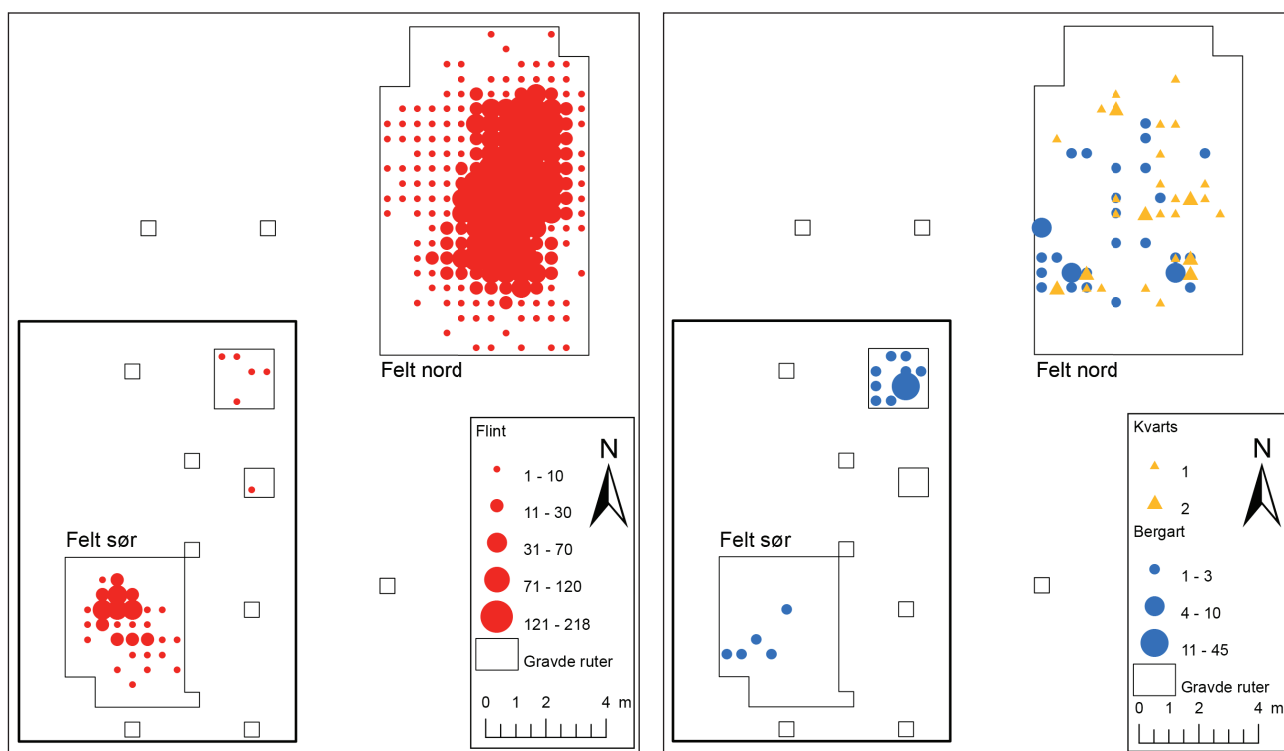 Felt nord
Flint
N
1 - 10
11 - 30
31 - 70
71 - 120
121 - 218
Gravde ruter
0 2 4 m
Felt sør
Felt nord
Kvarts
N
1
2
Bergart
1 - 3
4 - 10
11 - 45
Gravde ruter
0 1 2 4 m
Felt sør